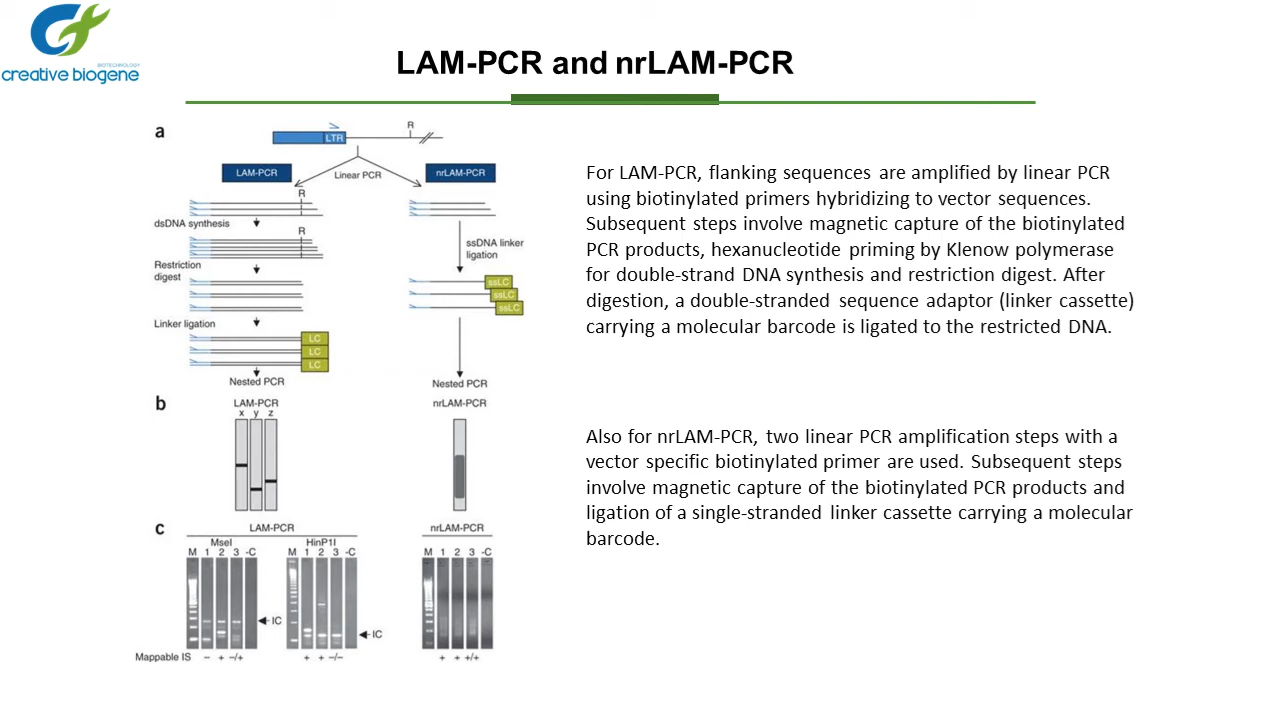 BIOTECHNOLOGY
creative biogene
LAM-PCR and nrLAM-PCR
a
R
LTR
LAM-PCR
Linear PCR
nrLAM-PCR
R
dsDNA synthesis
R
ssDNA linker
ligation
Restriction
digest
ssLC
ssLC
ssLC
Linker ligation
LC
LC
LC
Nested PCR
Nested PCR
b
LAM-PCR
nrLAM-PCR
x y z
c
LAM-PCR
nrLAM-PCR
MseI
HinP1I
M 1 2 3 -C
M 1 2 3 -C
M 1 2 3 -C
IC
IC
Mappable IS
– + –/+
+ + –/–
+ + +/+
For LAM-PCR, flanking sequences are amplified by linear PCR
using biotinylated primers hybridizing to vector sequences.
Subsequent steps involve magnetic capture of the biotinylated
PCR products, hexanucleotide priming by Klenow polymerase
for double-strand DNA synthesis and restriction digest. After
digestion, a double-stranded sequence adaptor (linker cassette)
carrying a molecular barcode is ligated to the restricted DNA.
Also for nrLAM-PCR, two linear PCR amplification steps with a
vector specific biotinylated primer are used. Subsequent steps
involve magnetic capture of the biotinylated PCR products and
ligation of a single-stranded linker cassette carrying a molecular
barcode.